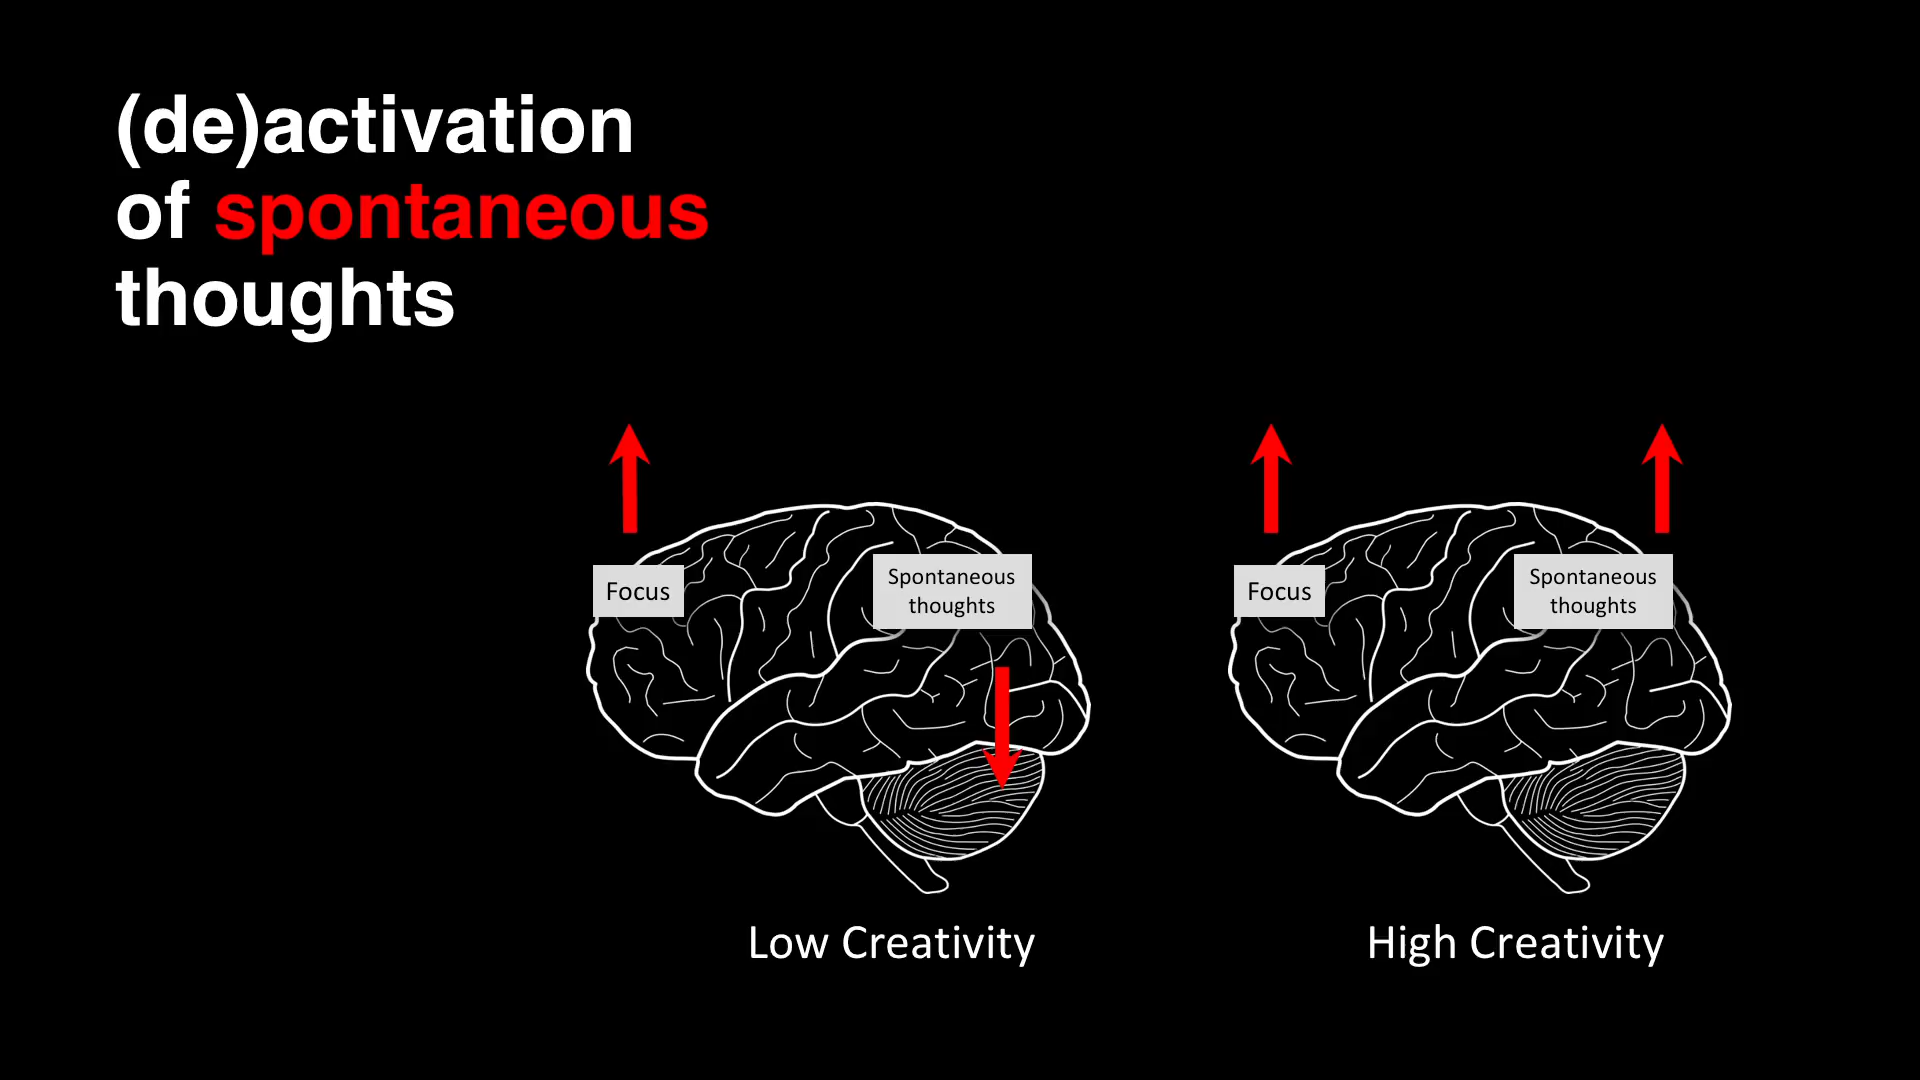 (de)activation
of spontaneous
thoughts
Focus
Spontaneous
thoughts
Low Creativity
Focus
Spontaneous
thoughts
High Creativity